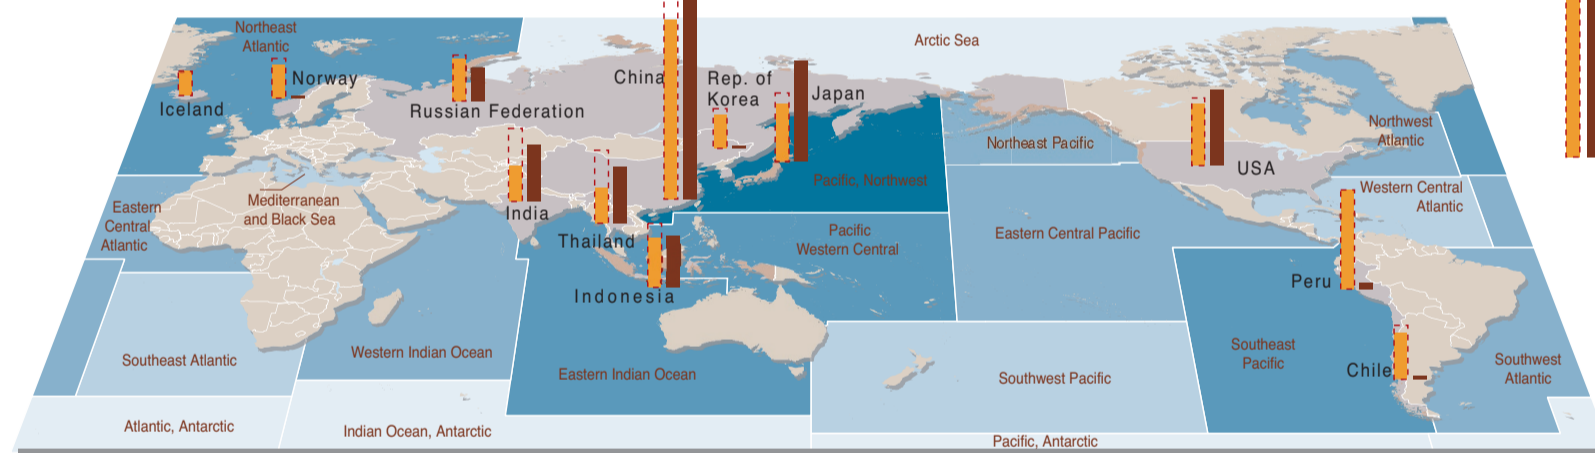 Northeast
Atlantic
Arctic Sea
Norway
China
Rep. of
Korea
Japan
Iceland
Russian Federation
Northeast Pacific
Northwest
Atlantic
USA
Pacific, Northwest
Mediterranean
and Black Sea
Eastern
Central
Atlantic
India
Western Central
Atlantic
Thailand
Pacific
Western Central
Eastern Central Pacific
Indonesia
Peru
Southeast Atlantic
Western Indian Ocean
Eastern Indian Ocean
Southwest Pacific
Southeast
Pacific
Chile
Southwest
Atlantic
Atlantic, Antarctic
Indian Ocean, Antarctic
Pacific, Antarctic